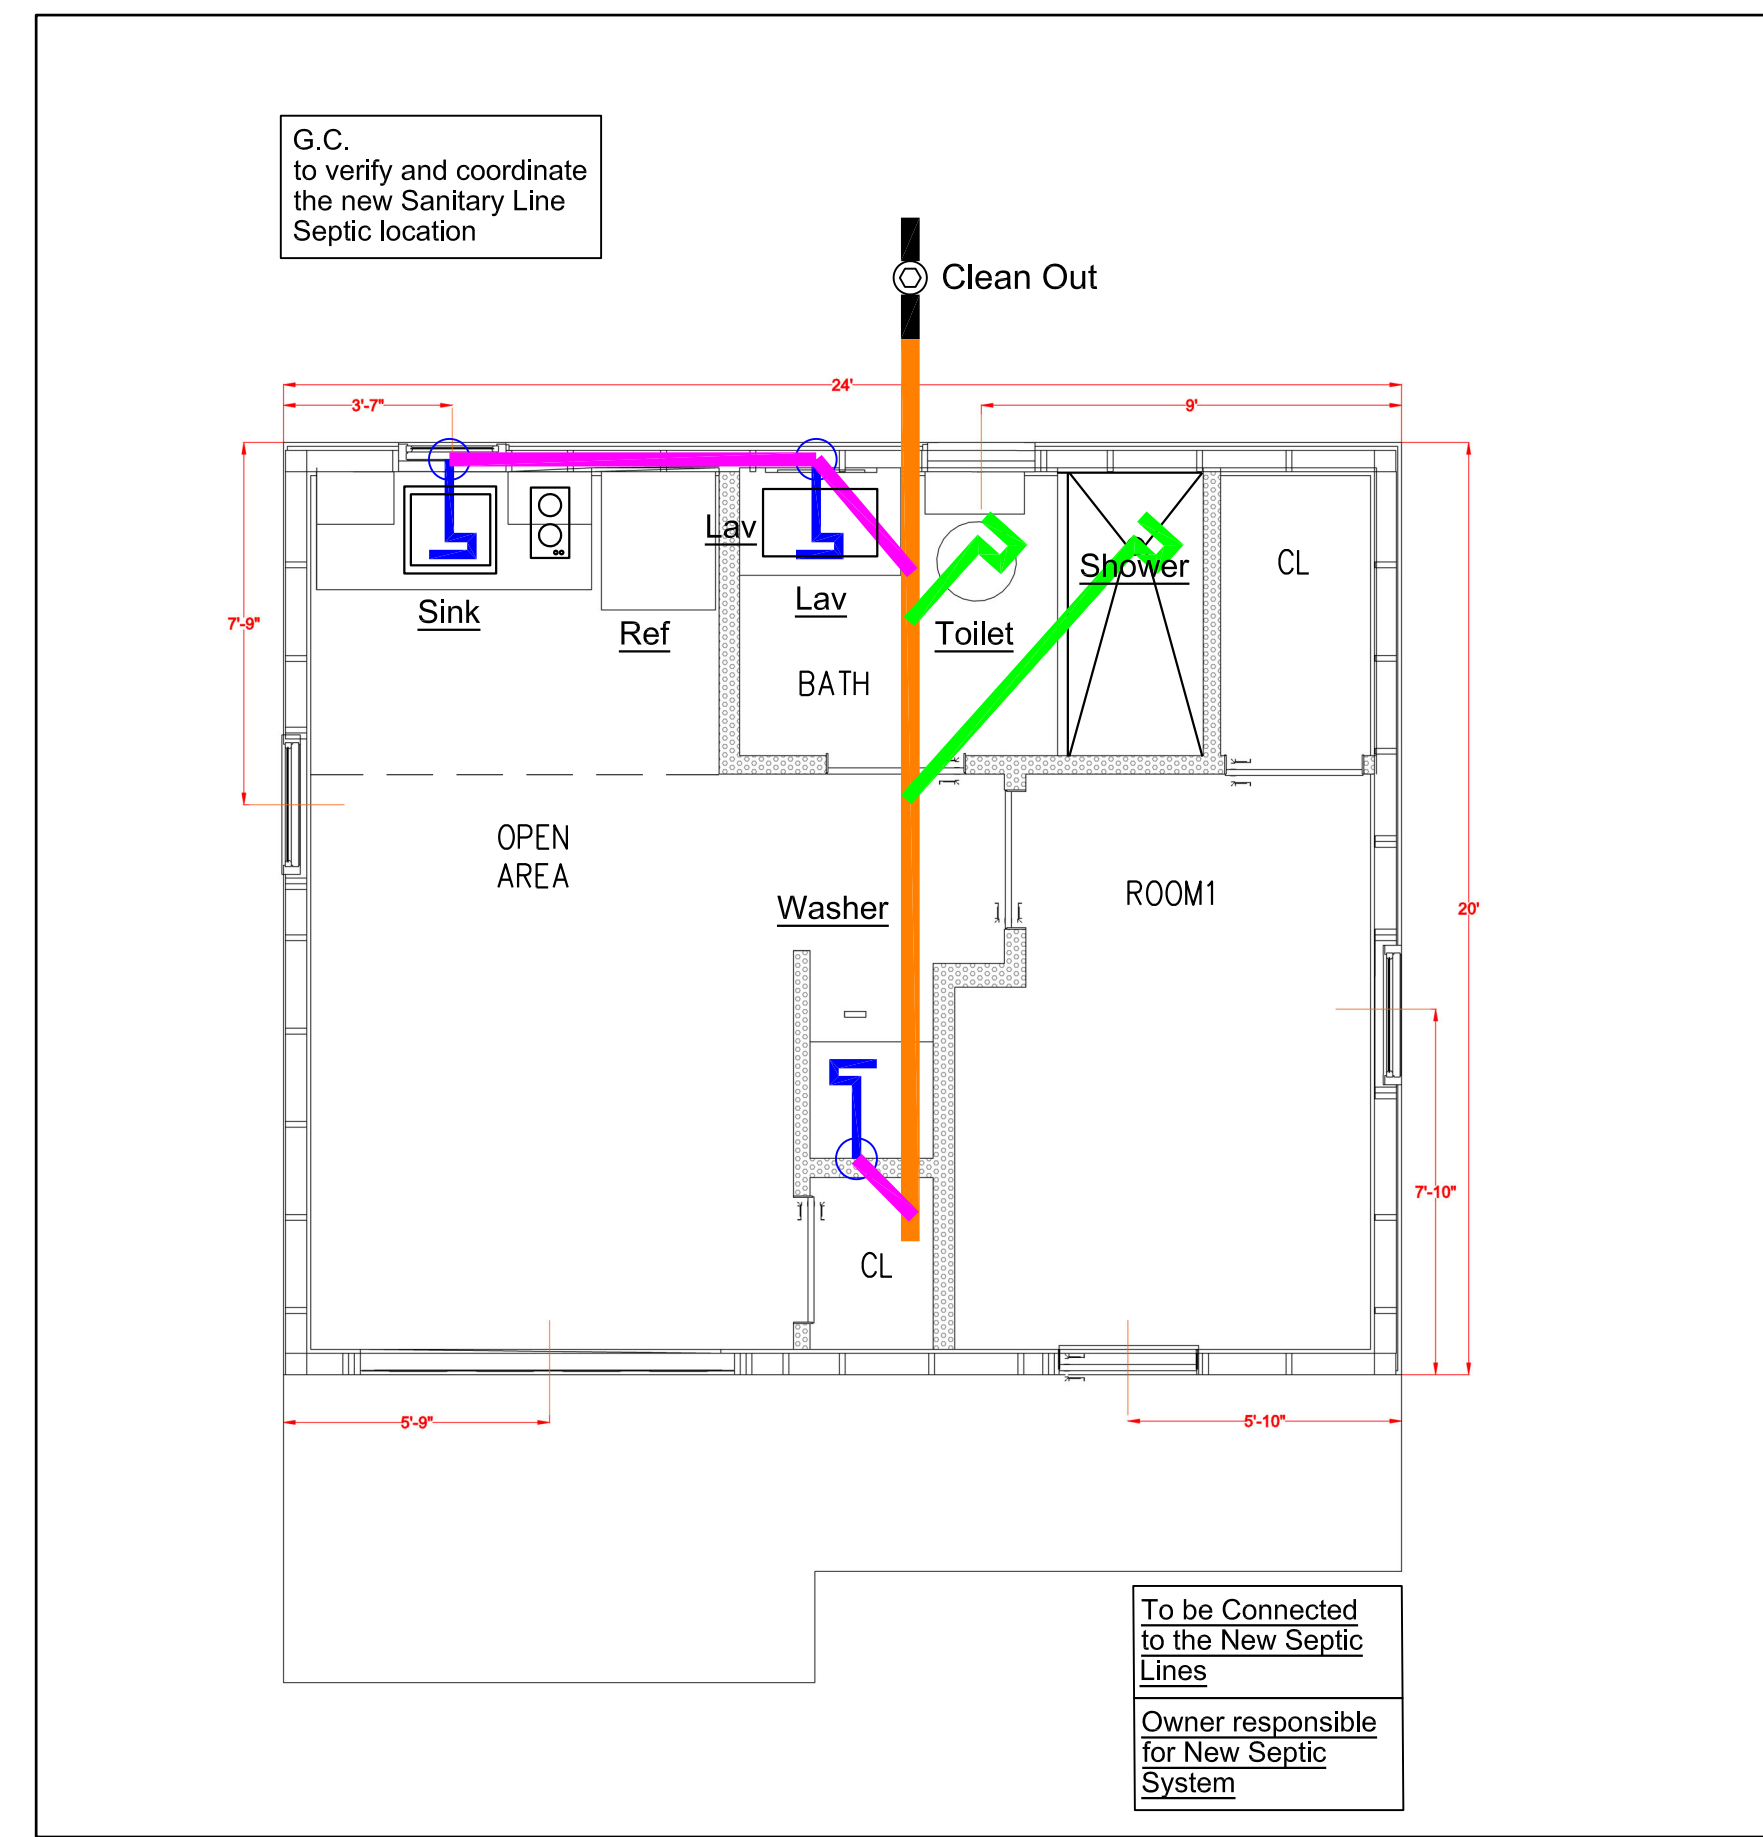 G.C.
to verify and coordinate
the new Sanitary Line
Septic location
Clean Out
24'
3'-7"
9'
Lav
Shower
CL
Sink
Lav
7'-9"
Ref
Toilet
BATH
OPEN
AREA
ROOM1
Washer
20'
7'-10"
CL
5'-9"
5'-10"
To be Connected
to the New Septic
Lines
Owner responsible
for New Septic
System